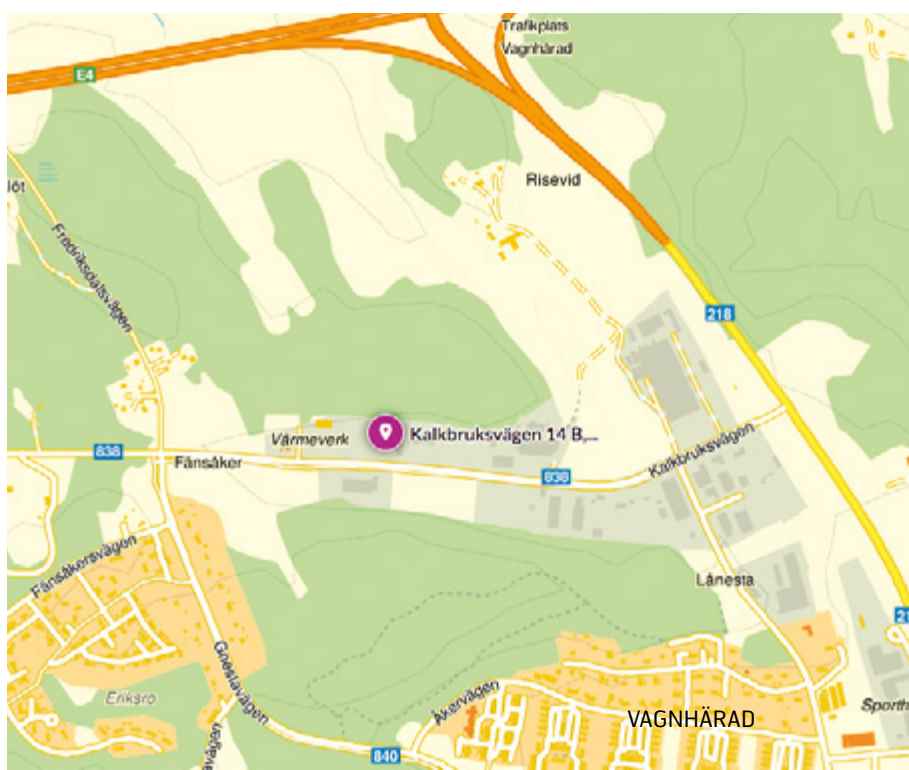 Trafikplats
Vagnhärad
E4
Risevid
Fredriksdalsvägen
218
Värmeverk
Kalkbruksvägen 14 B,...
838
Fånsåker
838
Kalkbruksvägen
Fånsåkersvägen
Lånesta
Gnestavägen
Eriksro
Åkervägen
VAGNHÄRAD
840